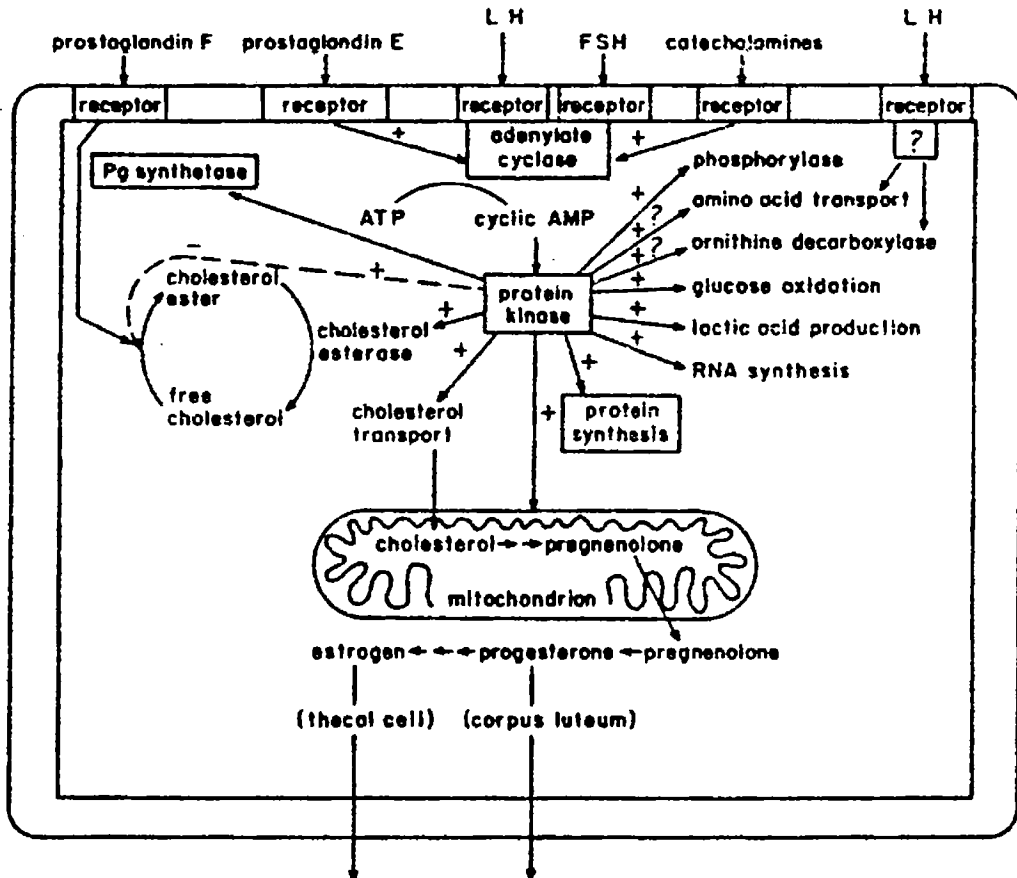 L H
L H
prostaglandin F prostaglandin E FSH catecholamines
receptor receptor receptor receptor receptor receptor
+ adenylate cyclase +
?
Pg synthetase
phosphorylase
ATP cyclic AMP
+ amino acid transport
?
+ ornithine decarboxylase
?
+
- +
cholesterol ester
protein kinase
+ glucose oxidation
+ cholesterol esterase
+ lactic acid production
+
+ RNA synthesis
+
free cholesterol
cholesterol transport
+ protein synthesis
cholesterol pregnenolone
mitochondrion
estrogen progesterone pregnenolone
(thecal cell) (corpus luteum)